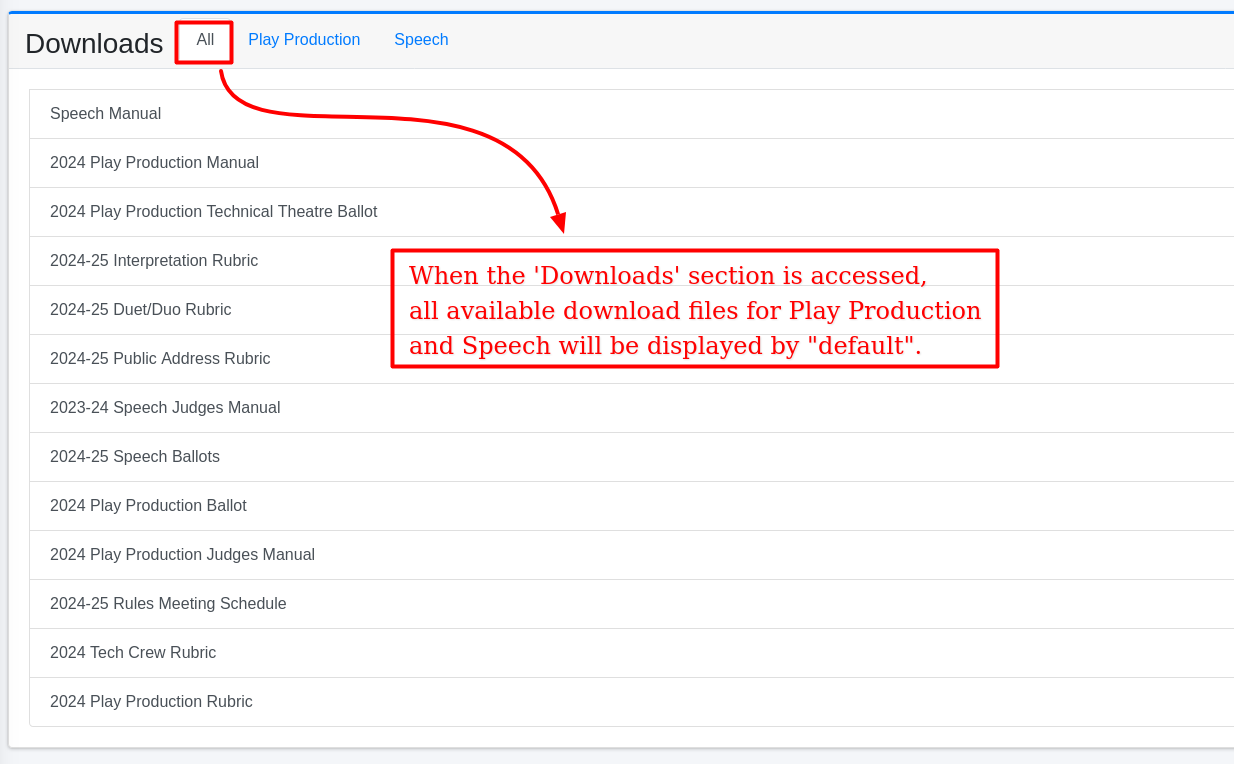 Downloads All Play Production Speech
Speech Manual
2024 Play Production Manual
2024 Play Production Technical Theatre Ballot
2024-25 Interpretation Rubric
2024-25 Duet/Duo Rubric
2024-25 Public Address Rubric
When the 'Downloads' section is accessed,
all available download files for Play Production
and Speech will be displayed by "default".
2023-24 Speech Judges Manual
2024-25 Speech Ballots
2024 Play Production Ballot
2024 Play Production Judges Manual
2024-25 Rules Meeting Schedule
2024 Tech Crew Rubric
2024 Play Production Rubric